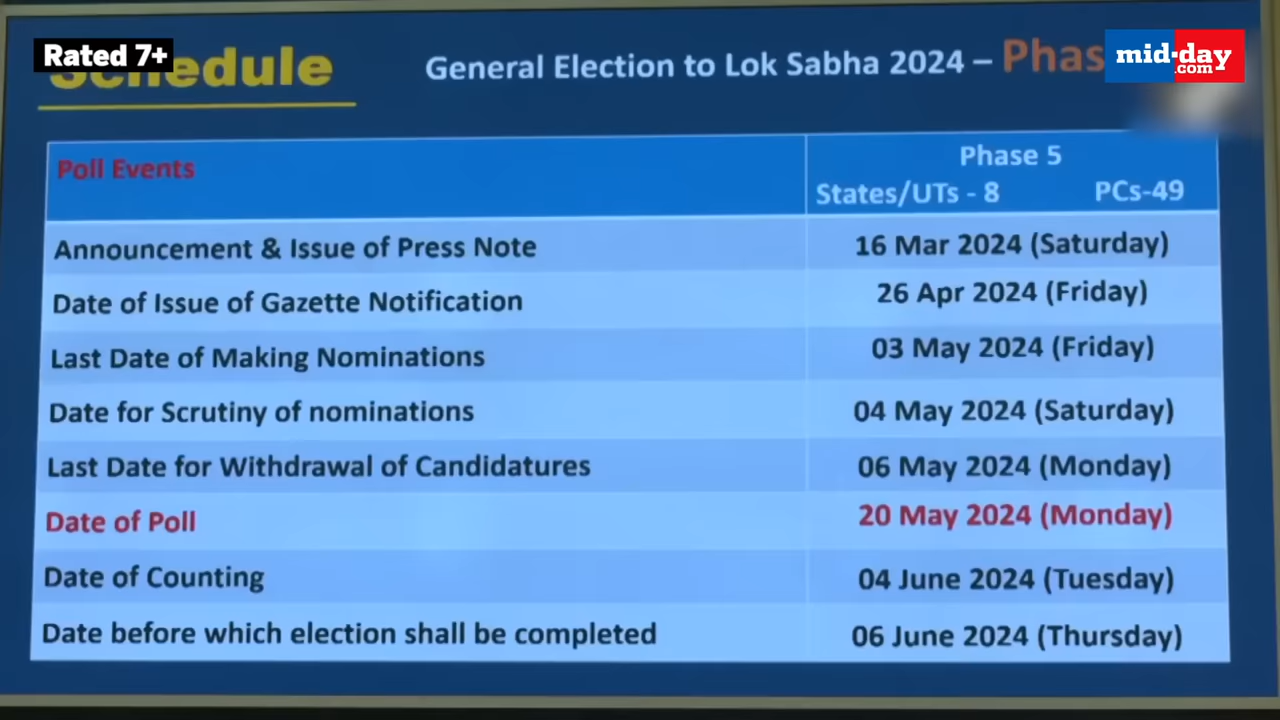 Rated 7+
Schedule
General Election to Lok Sabha 2024 – Phas
mid-day
.com
Poll Events
Phase 5
States/UTs - 8 PCs-49
Announcement & Issue of Press Note 16 Mar 2024 (Saturday)
Date of Issue of Gazette Notification 26 Apr 2024 (Friday)
Last Date of Making Nominations 03 May 2024 (Friday)
Date for Scrutiny of nominations 04 May 2024 (Saturday)
Last Date for Withdrawal of Candidatures 06 May 2024 (Monday)
Date of Poll 20 May 2024 (Monday)
Date of Counting 04 June 2024 (Tuesday)
Date before which election shall be completed 06 June 2024 (Thursday)